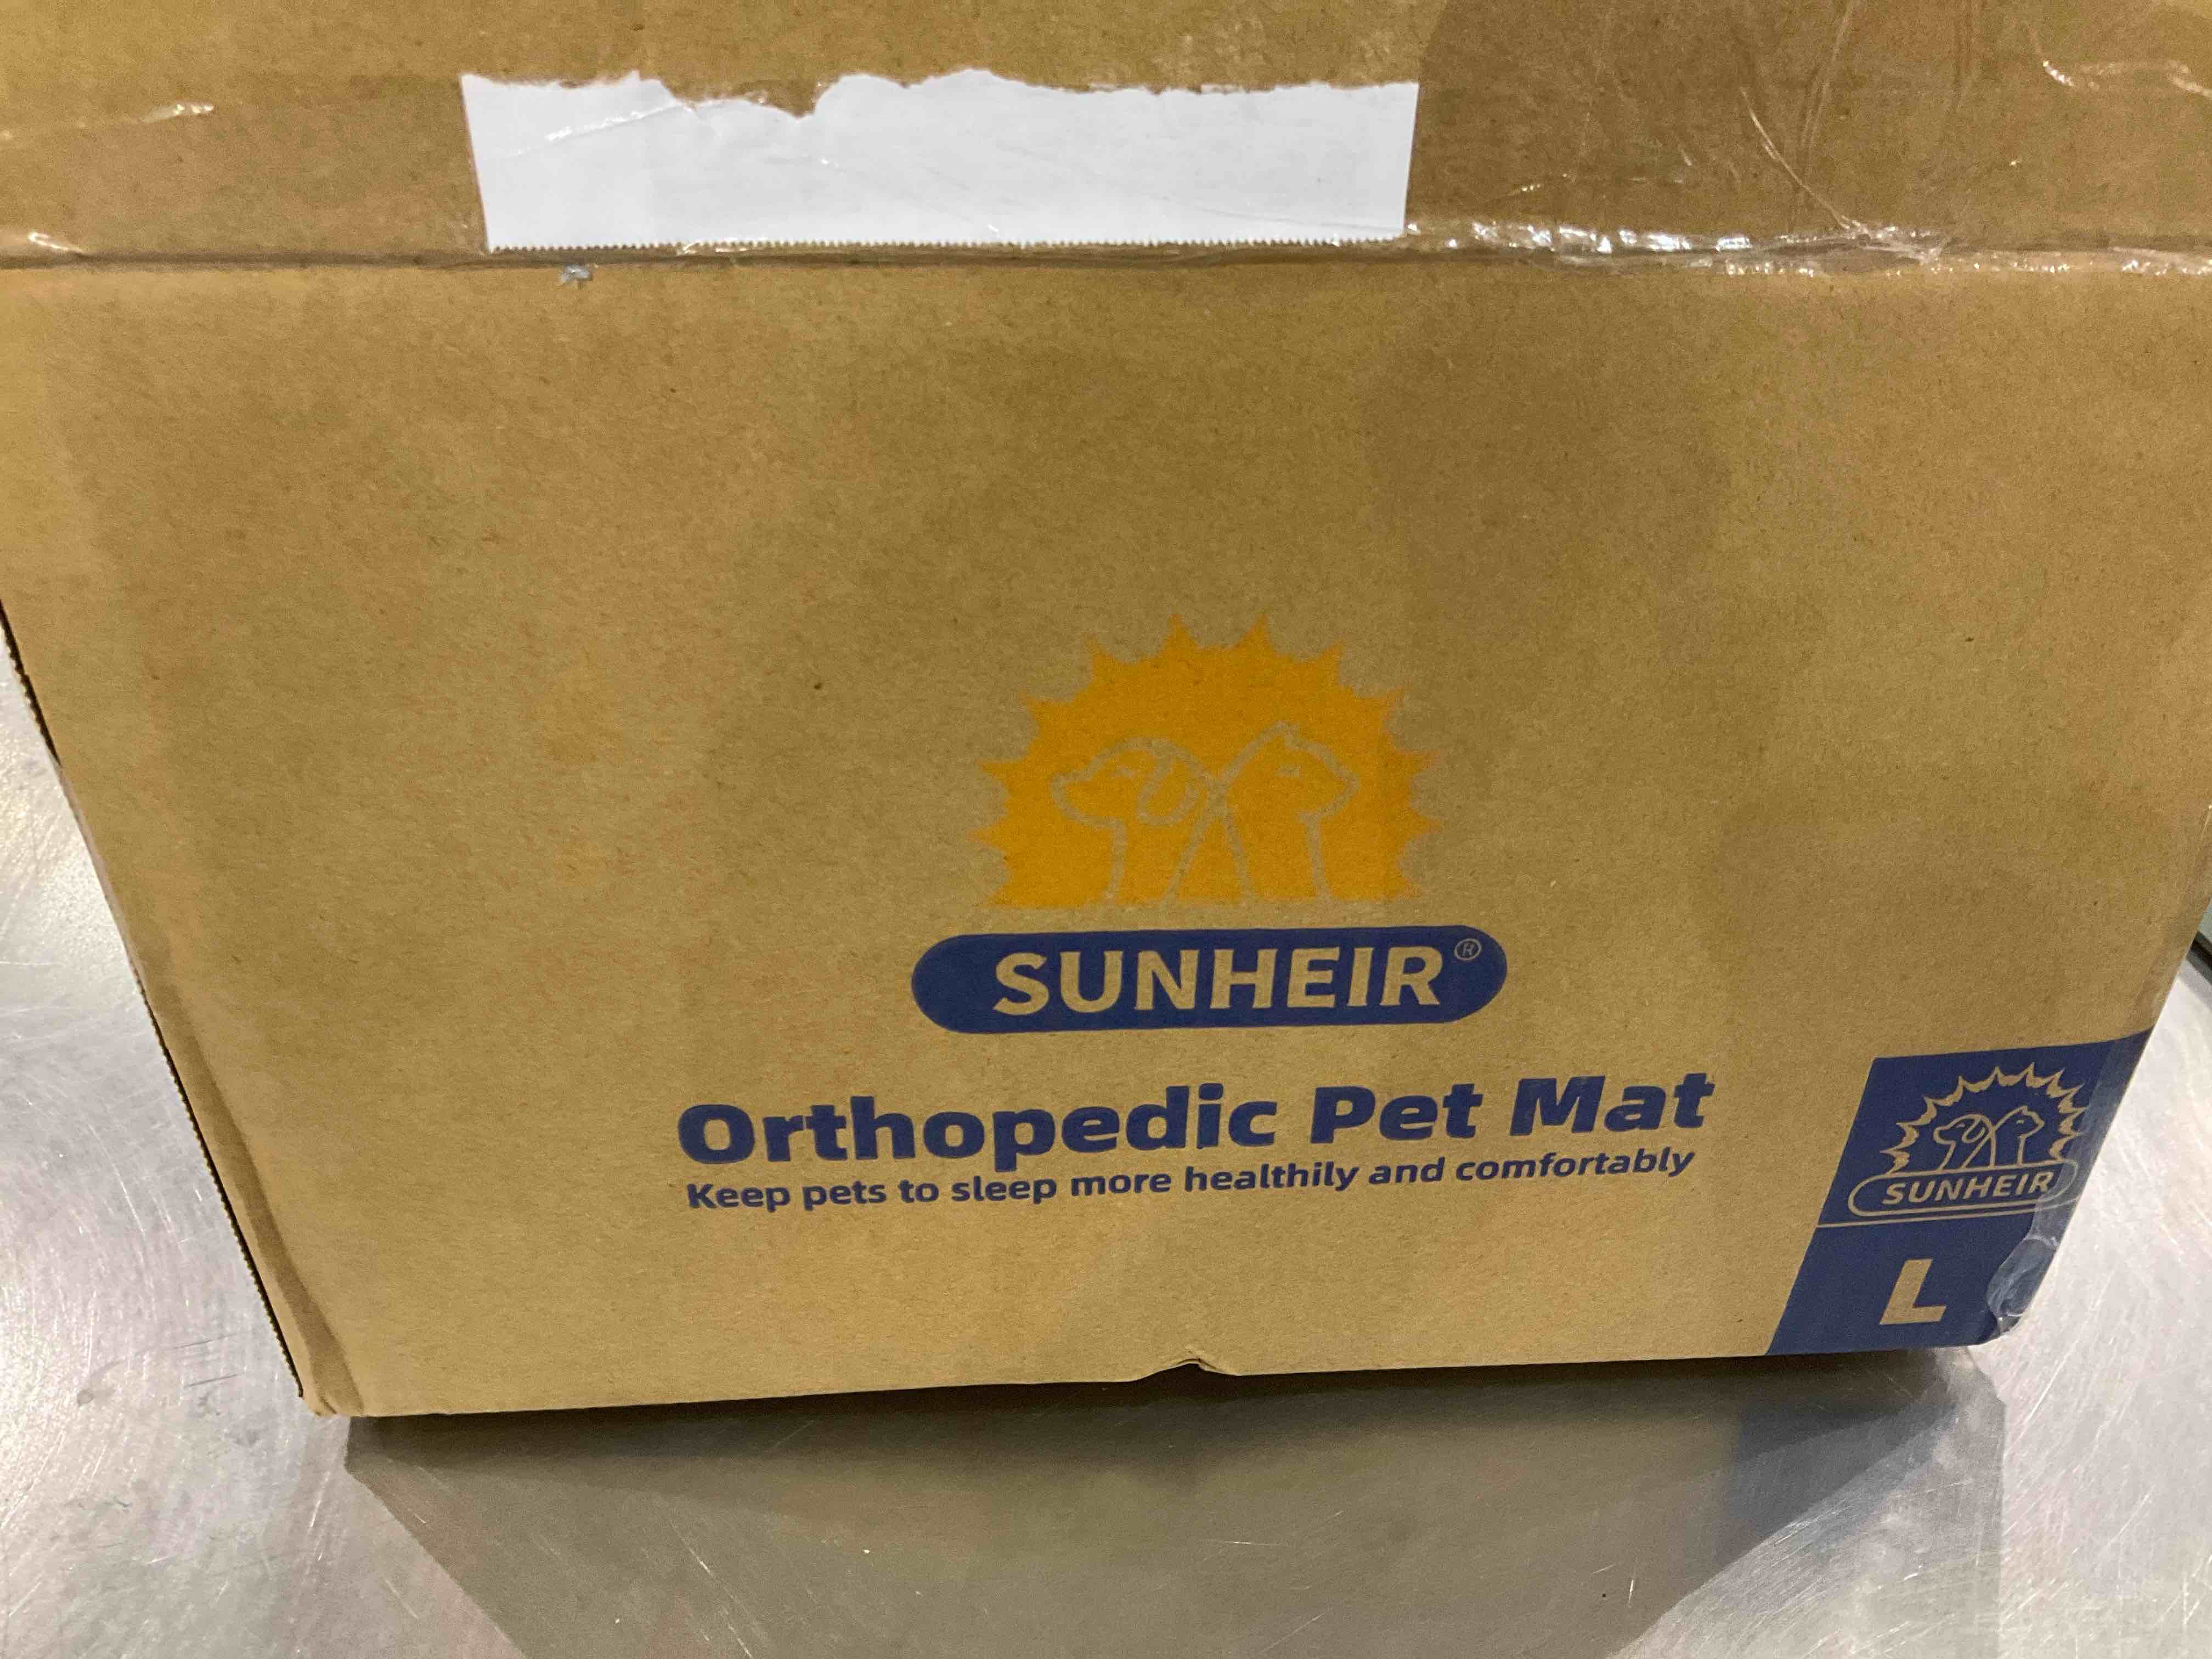 SUNHEIR®
Orthopedic Pet Mat
Keep pets to sleep more healthily and comfortably
SUNHEIR
L